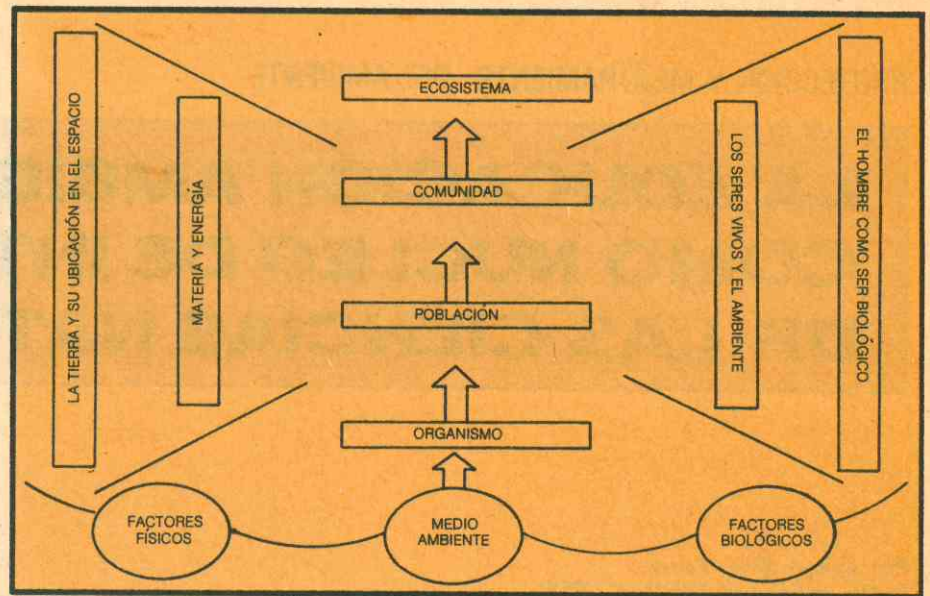 LA TIERRA Y SU UBICACIÓN EN EL ESPACIO
MATERIA Y ENERGÍA
ECOSISTEMA
COMUNIDAD
POBLACIÓN
ORGANISMO
LOS SERES VIVOS Y EL AMBIENTE
EL HOMBRE COMO SER BIOLÓGICO
FACTORES
FÍSICOS
MEDIO
AMBIENTE
FACTORES
BIOLÓGICOS